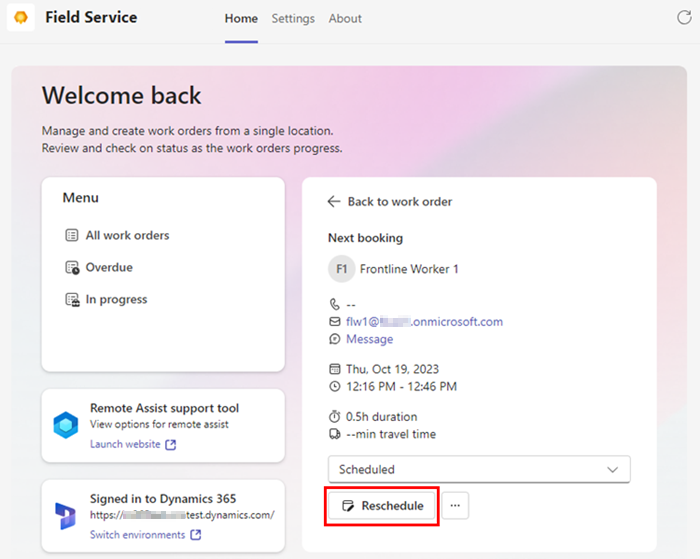 Field Service
Home Settings About
Welcome back
Manage and create work orders from a single location.
Review and check on status as the work orders progress.
Menu
All work orders
Overdue
In progress
Remote Assist support tool
View options for remote assist
Launch website
Signed in to Dynamics 365
https:// test.dynamics.com/
Switch environments
Back to work order
Next booking
F1 Frontline Worker 1
--
flw1@ .onmicrosoft.com
Message
Thu, Oct 19, 2023
12:16 PM - 12:46 PM
0.5h duration
--min travel time
Scheduled
Reschedule ...